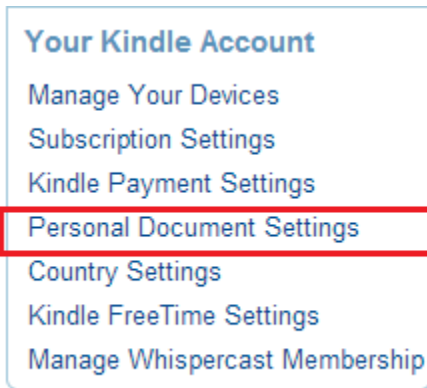 Your Kindle Account
Manage Your Devices
Subscription Settings
Kindle Payment Settings
Personal Document Settings
Country Settings
Kindle FreeTime Settings
Manage Whispercast Membership